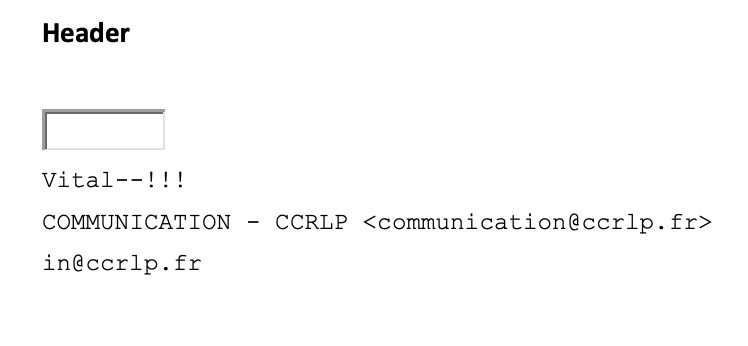 Header
Vital--!!!
COMMUNICATION - CCRLP <communication@ccrlp.fr>
in@ccrlp.fr